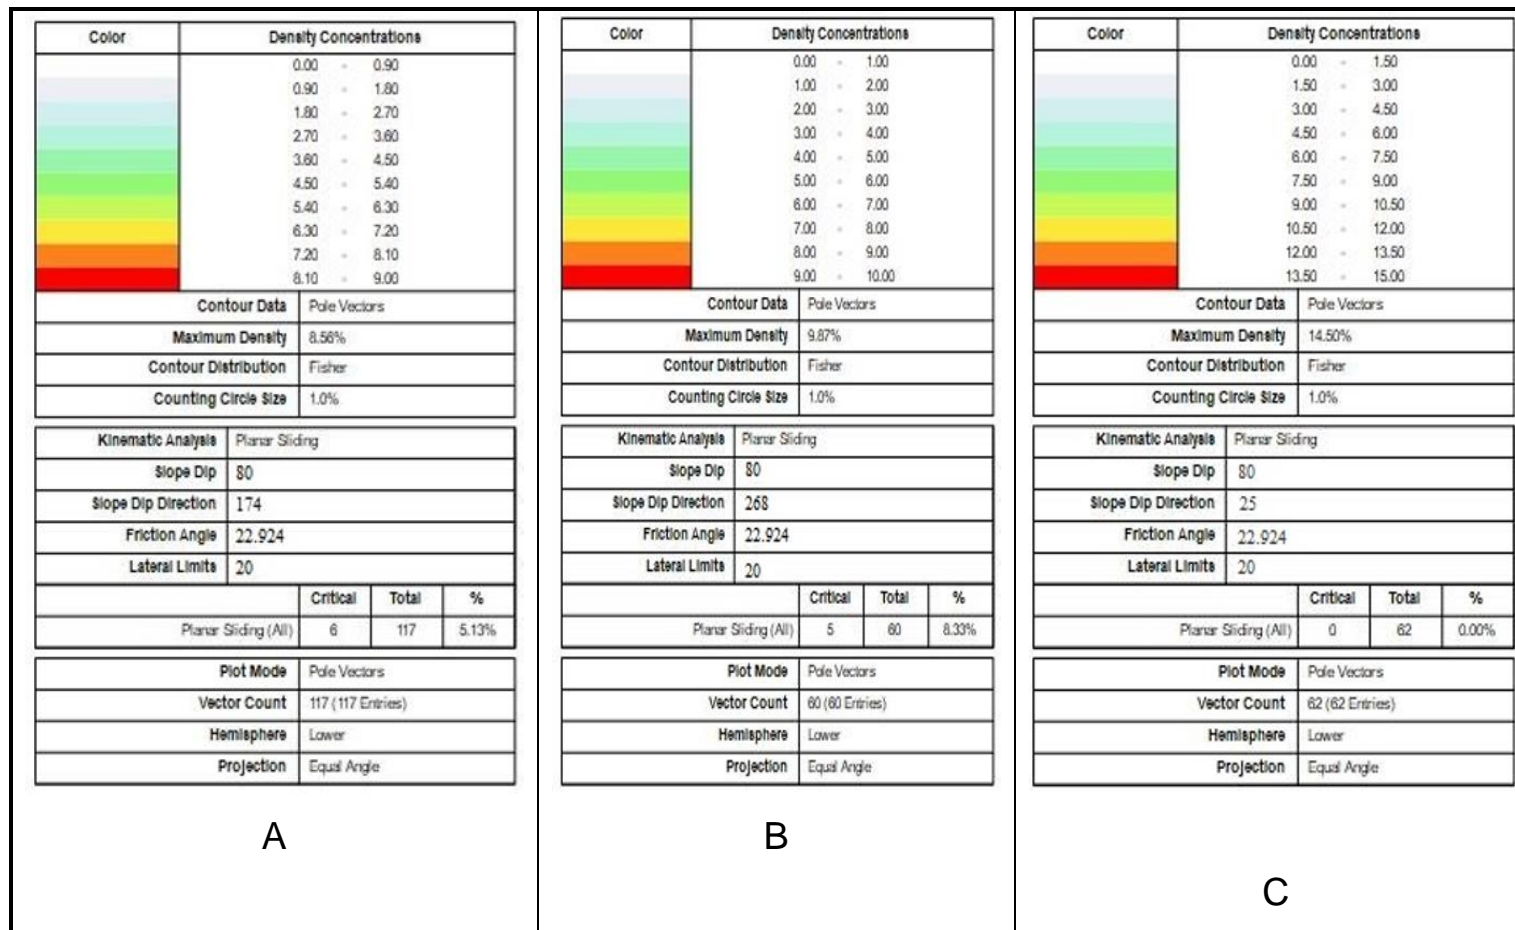 Color Density Concentrations
0.00 - 0.90
0.90 - 1.80
1.80 - 2.70
2.70 - 3.60
3.60 - 4.50
4.50 - 5.40
5.40 - 6.30
6.30 - 7.20
7.20 - 8.10
8.10 - 9.00
Contour Data Pole Vectors
Maximum Density 8.56%
Contour Distribution Fisher
Counting Circle Size 1.0%
Kinematic Analysis Planar Sliding
Slope Dip 80
Slope Dip Direction 174
Friction Angle 22.924
Lateral Limits 20
Critical Total %
Planar Sliding (All) 6 117 5.13%
Plot Mode Pole Vectors
Vector Count 117 (117 Entries)
Hemisphere Lower
Projection Equal Angle
A
Color Density Concentrations
0.00 - 1.00
1.00 - 2.00
2.00 - 3.00
3.00 - 4.00
4.00 - 5.00
5.00 - 6.00
6.00 - 7.00
7.00 - 8.00
8.00 - 9.00
9.00 - 10.00
Contour Data Pole Vectors
Maximum Density 9.87%
Contour Distribution Fisher
Counting Circle Size 1.0%
Kinematic Analysis Planar Sliding
Slope Dip 80
Slope Dip Direction 268
Friction Angle 22.924
Lateral Limits 20
Critical Total %
Planar Sliding (All) 5 60 8.33%
Plot Mode Pole Vectors
Vector Count 60 (60 Entries)
Hemisphere Lower
Projection Equal Angle
B
Color Density Concentrations
0.00 - 1.50
1.50 - 3.00
3.00 - 4.50
4.50 - 6.00
6.00 - 7.50
7.50 - 9.00
9.00 - 10.50
10.50 - 12.00
12.00 - 13.50
13.50 - 15.00
Contour Data Pole Vectors
Maximum Density 14.50%
Contour Distribution Fisher
Counting Circle Size 1.0%
Kinematic Analysis Planar Sliding
Slope Dip 80
Slope Dip Direction 25
Friction Angle 22.924
Lateral Limits 20
Critical Total %
Planar Sliding (All) 0 62 0.00%
Plot Mode Pole Vectors
Vector Count 62 (62 Entries)
Hemisphere Lower
Projection Equal Angle
C